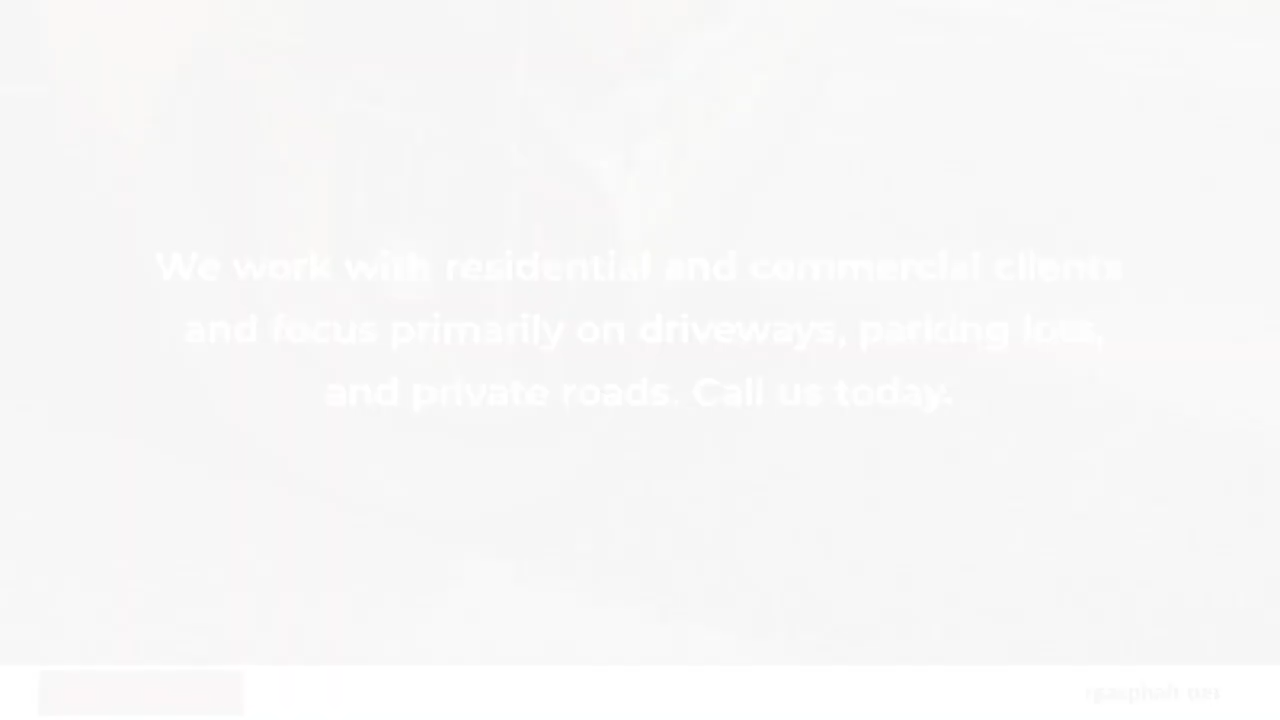 We work with residential and commercial clients
and focus primarily on driveways, parking lots,
and private roads. Call us today.